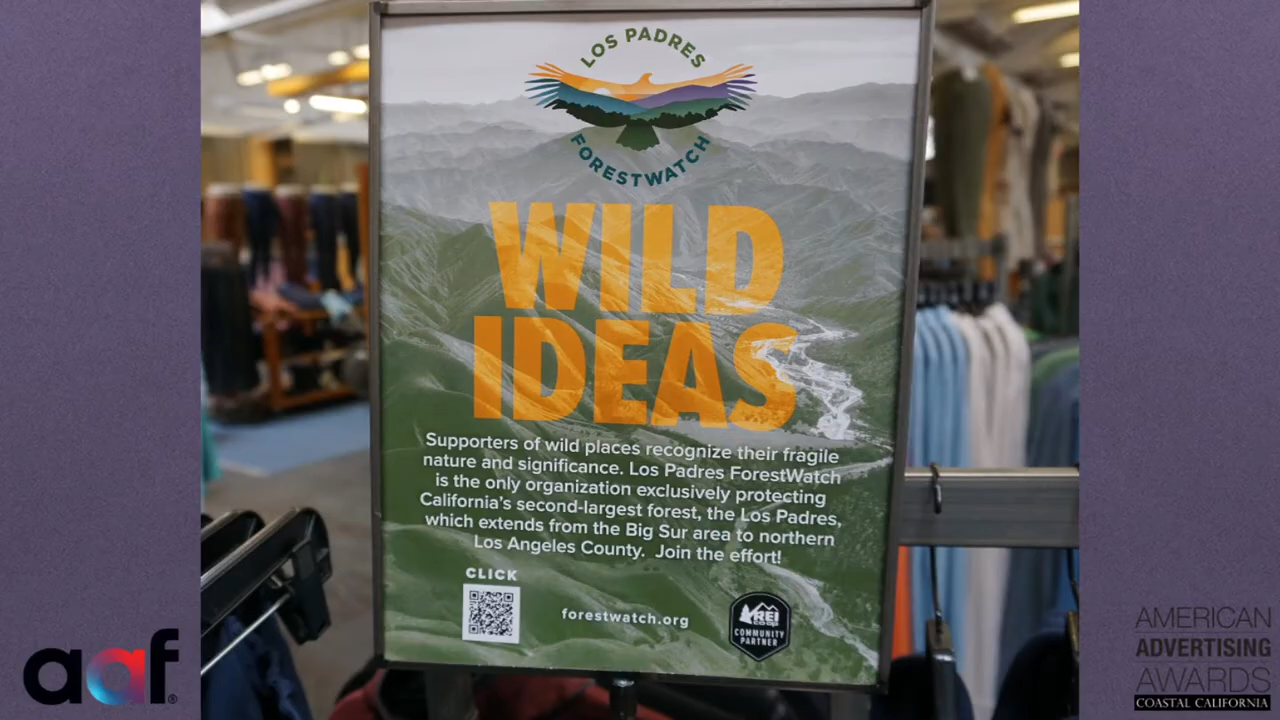 LOS PADRES
FORESTWATCH
WILD
IDEAS
Supporters of wild places recognize their fragile
nature and significance. Los Padres ForestWatch
is the only organization exclusively protecting
California's second-largest forest, the Los Padres,
which extends from the Big Sur area to northern
Los Angeles County.  Join the effort!
CLICK
forestwatch.org
REI
CO·OP
COMMUNITY
PARTNER
aaf®
AMERICAN
ADVERTISING
AWARDS
COASTAL CALIFORNIA